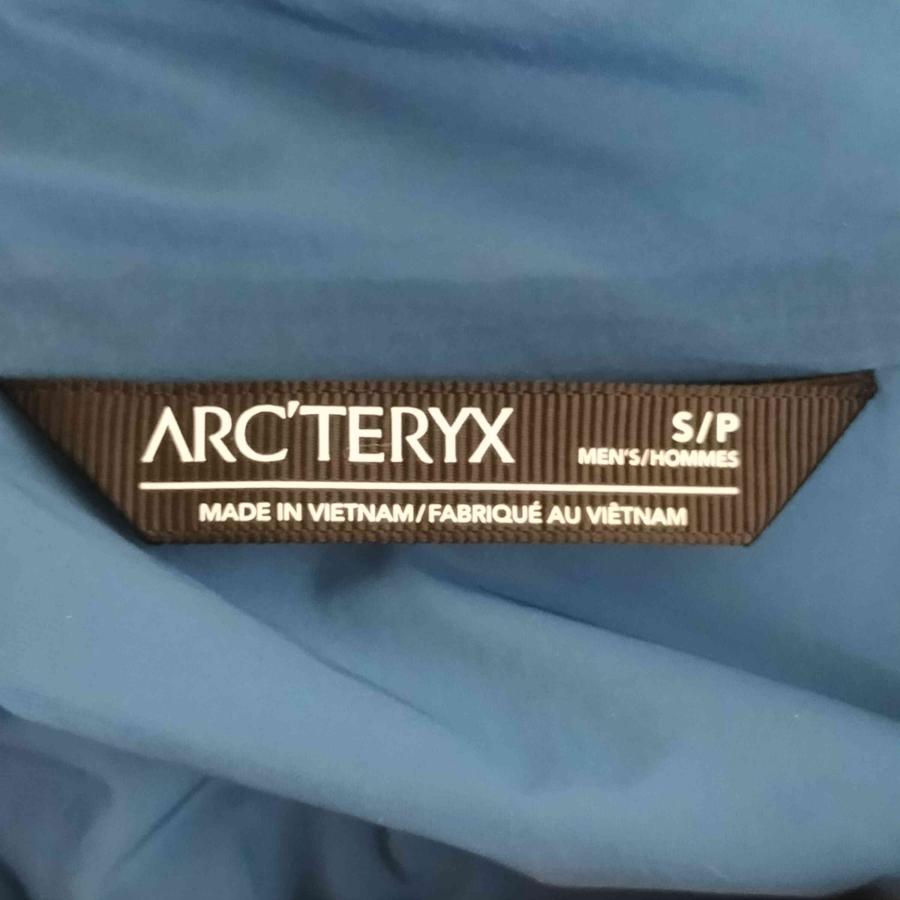 ARC'TERYX
S/P
MEN'S/HOMMES
MADE IN VIETNAM/FABRIQUÉ AU VIÊTNAM